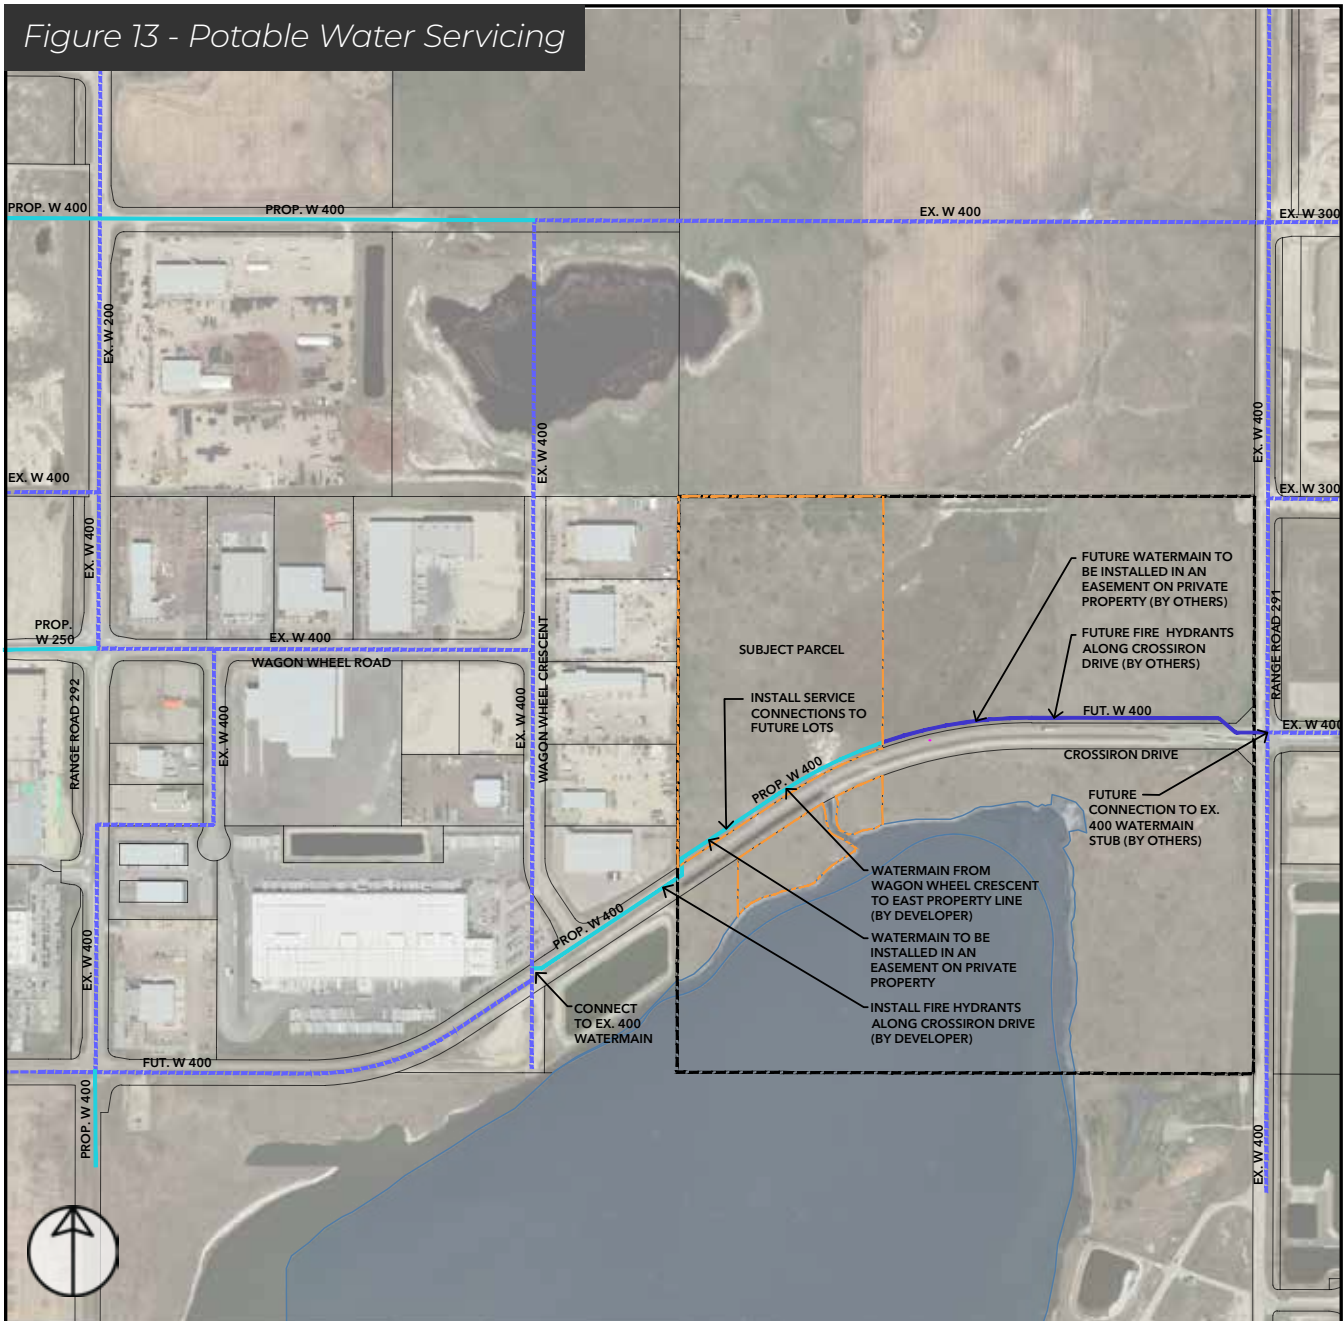 Figure 13 - Potable Water Servicing
PROP. W 400
PROP. W 400
EX. W 400
EX. W 300
EX. W 200
EX. W 400
EX. W 400
EX. W 400
EX. W 300
EX. W 400
FUTURE WATERMAIN TO
BE INSTALLED IN AN
EASEMENT ON PRIVATE
PROPERTY (BY OTHERS)
PROP.
W 250
EX. W 400
WAGON WHEEL ROAD
WAGON WHEEL CRESCENT
SUBJECT PARCEL
FUTURE FIRE HYDRANTS
ALONG CROSSIRON
DRIVE (BY OTHERS)
RANGE ROAD 291
RANGE ROAD 292
EX. W 400
EX. W 400
INSTALL SERVICE
CONNECTIONS TO
FUTURE LOTS
FUT. W 400
EX. W 400
CROSSIRON DRIVE
PROP. W 400
FUTURE
CONNECTION TO EX.
400 WATERMAIN
STUB (BY OTHERS)
WATERMAIN FROM
WAGON WHEEL CRESCENT
TO EAST PROPERTY LINE
(BY DEVELOPER)
PROP. W 400
WATERMAIN TO BE
INSTALLED IN AN
EASEMENT ON PRIVATE
PROPERTY
EX. W 400
CONNECT
TO EX. 400
WATERMAIN
INSTALL FIRE HYDRANTS
ALONG CROSSIRON DRIVE
(BY DEVELOPER)
FUT. W 400
PROP. W 400
EX. W 400